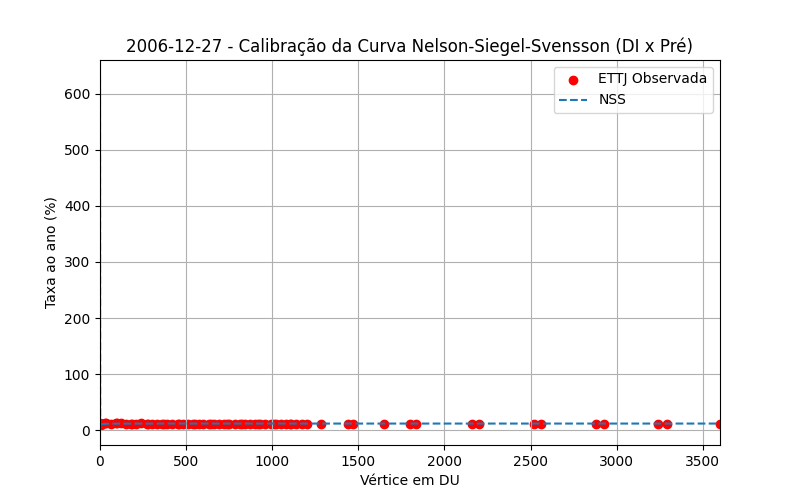 2006-12-27 - Calibração da Curva Nelson-Siegel-Svensson (DI x Pré)
ETTJ Observada
NSS
Taxa ao ano (%)
600
500
400
300
200
100
0
0 500 1000 1500 2000 2500 3000 3500
Vértice em DU